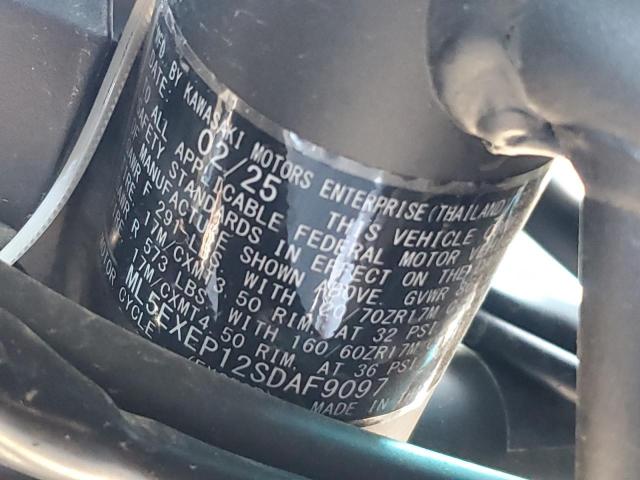 BY KAWASAKI MOTORS ENTERPRISE(THAILAND
02/25 THIS VEHICLE
ALL APPLICABLE FEDERAL MOTOR
SAFETY STANDARDS IN EFFECT ON THE
MANUFACTURE SHOWN ABOVE. GVWR
F 291 LBS. WITH 120/70ZR17M
17M/CXMT3.50 RIM. AT 32 PSI
R 573 LBS. WITH 160/60ZR17M
17M/CXMT4.50 RIM. AT 36 PSI
ML5EXEP12SDAF9097
CYCLE MADE IN